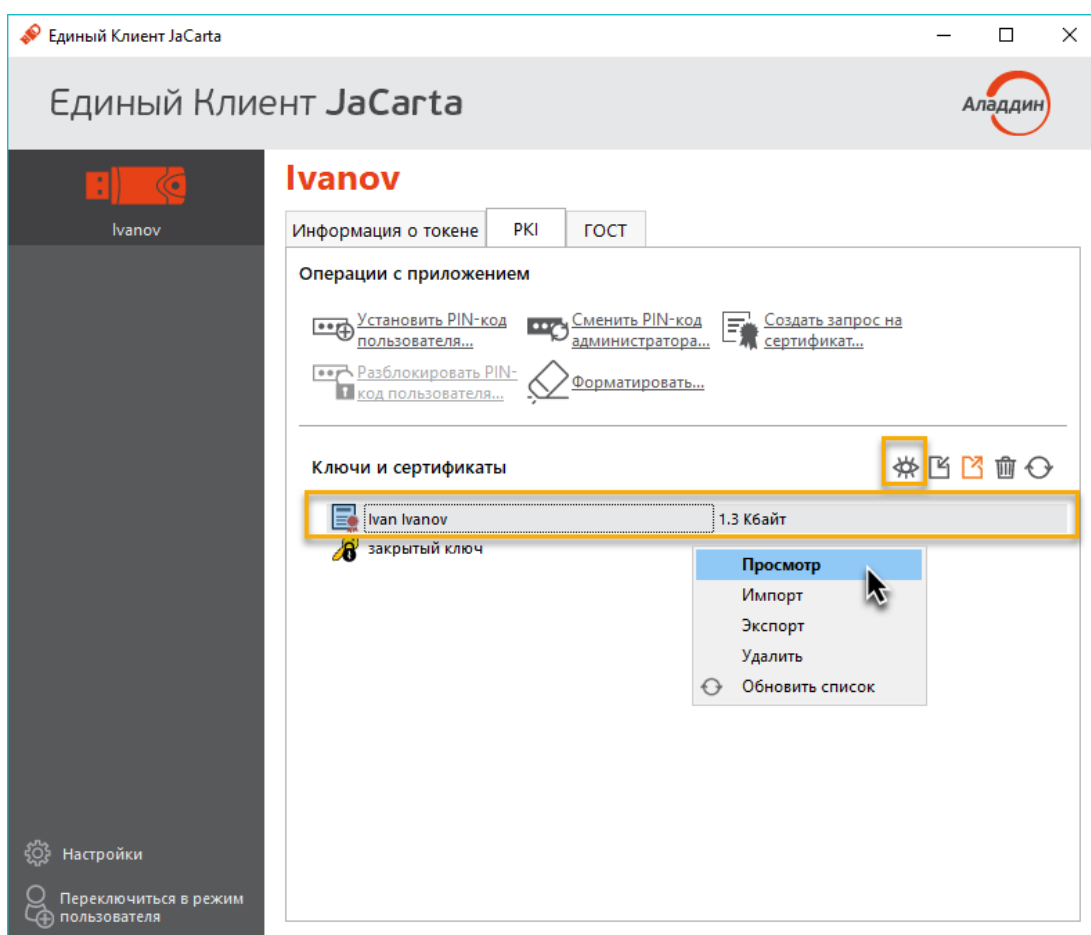 Единый Клиент JaCarta
Единый Клиент JaCarta
Аладдин
Ivanov
Ivanov
Информация о токене
PKI
ГОСТ
Операции с приложением
Установить PIN-код
пользователя...
Сменить PIN-код
администратора...
Создать запрос на
сертификат...
Разблокировать PIN-
код пользователя...
Форматировать...
Ключи и сертификаты
Ivan Ivanov 1.3 Кбайт
закрытый ключ
Просмотр
Импорт
Экспорт
Удалить
Обновить список
Настройки
Переключиться в режим
пользователя